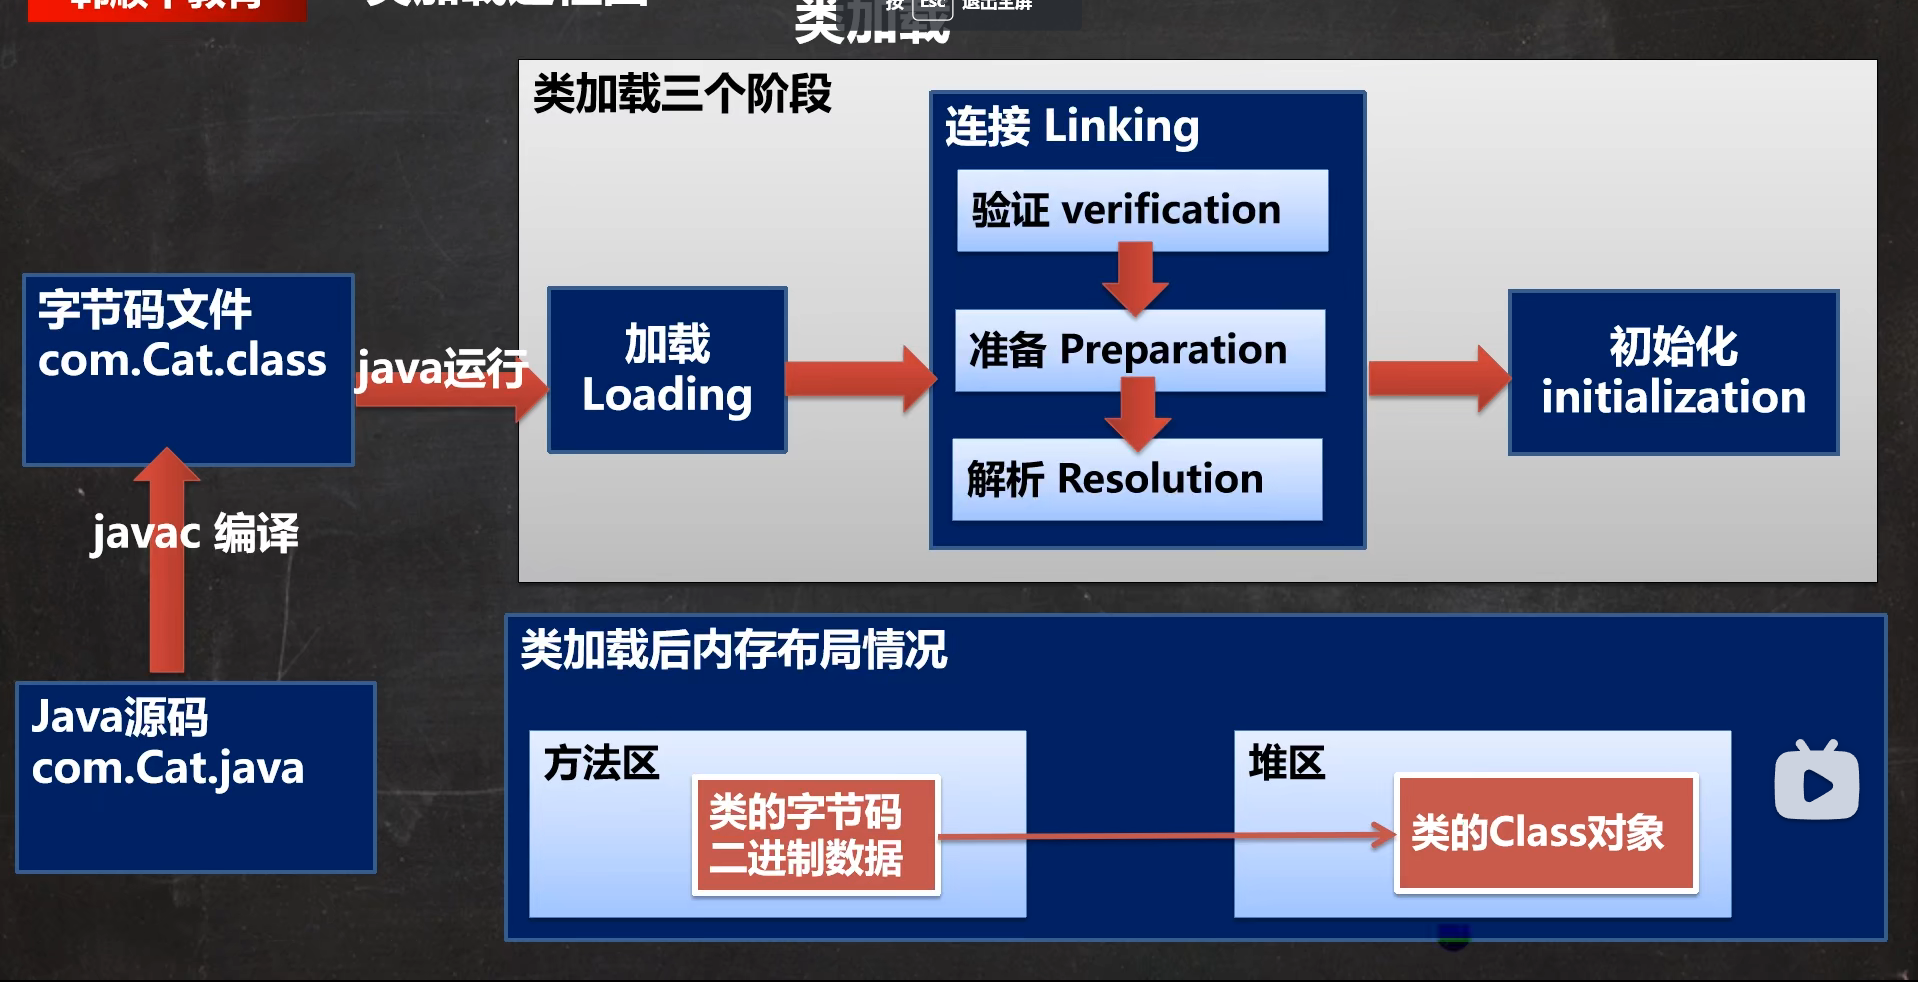 类加载
按 Esc 退出全屏
类加载三个阶段
连接 Linking
验证 verification
准备 Preparation
解析 Resolution
加载
Loading
初始化
initialization
字节码文件
com.Cat.class
java运行
javac 编译
Java源码
com.Cat.java
类加载后内存布局情况
方法区
类的字节码
二进制数据
堆区
类的Class对象